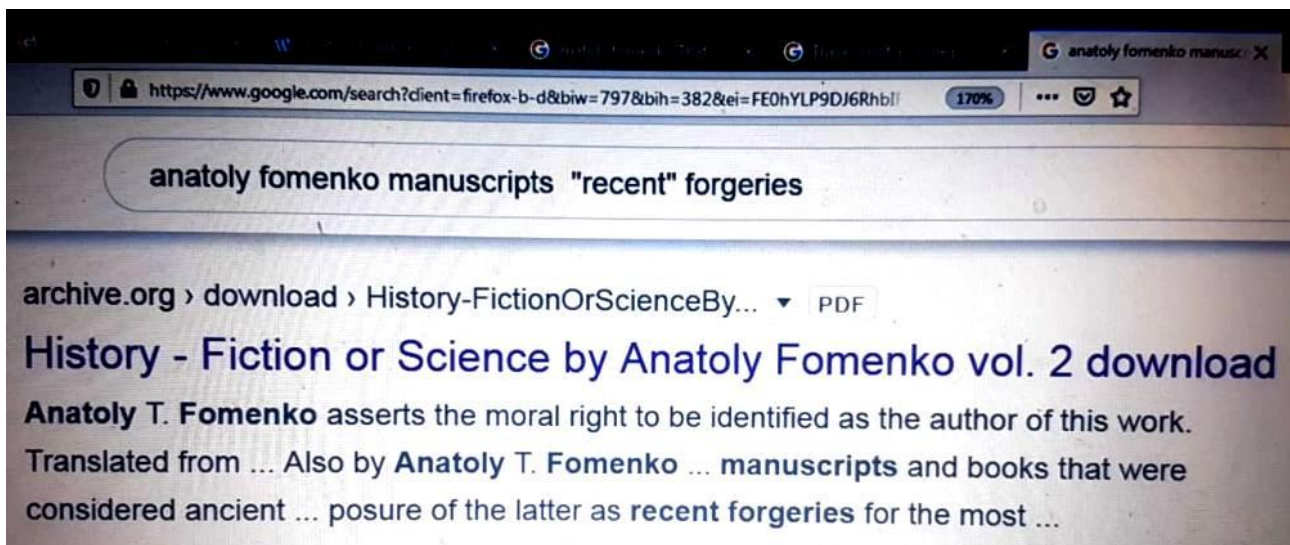 anatoly fomenko manusc
https://www.google.com/search?client=firefox-b-d&biw=797&bih=382&ei=FE0hYLP9DJ6Rhbl 170%
anatoly fomenko manuscripts "recent" forgeries
archive.org › download › History-FictionOrScienceBy... ▾ PDF
History - Fiction or Science by Anatoly Fomenko vol. 2 download
Anatoly T. Fomenko asserts the moral right to be identified as the author of this work.
Translated from ... Also by Anatoly T. Fomenko ... manuscripts and books that were
considered ancient ... posure of the latter as recent forgeries for the most ...